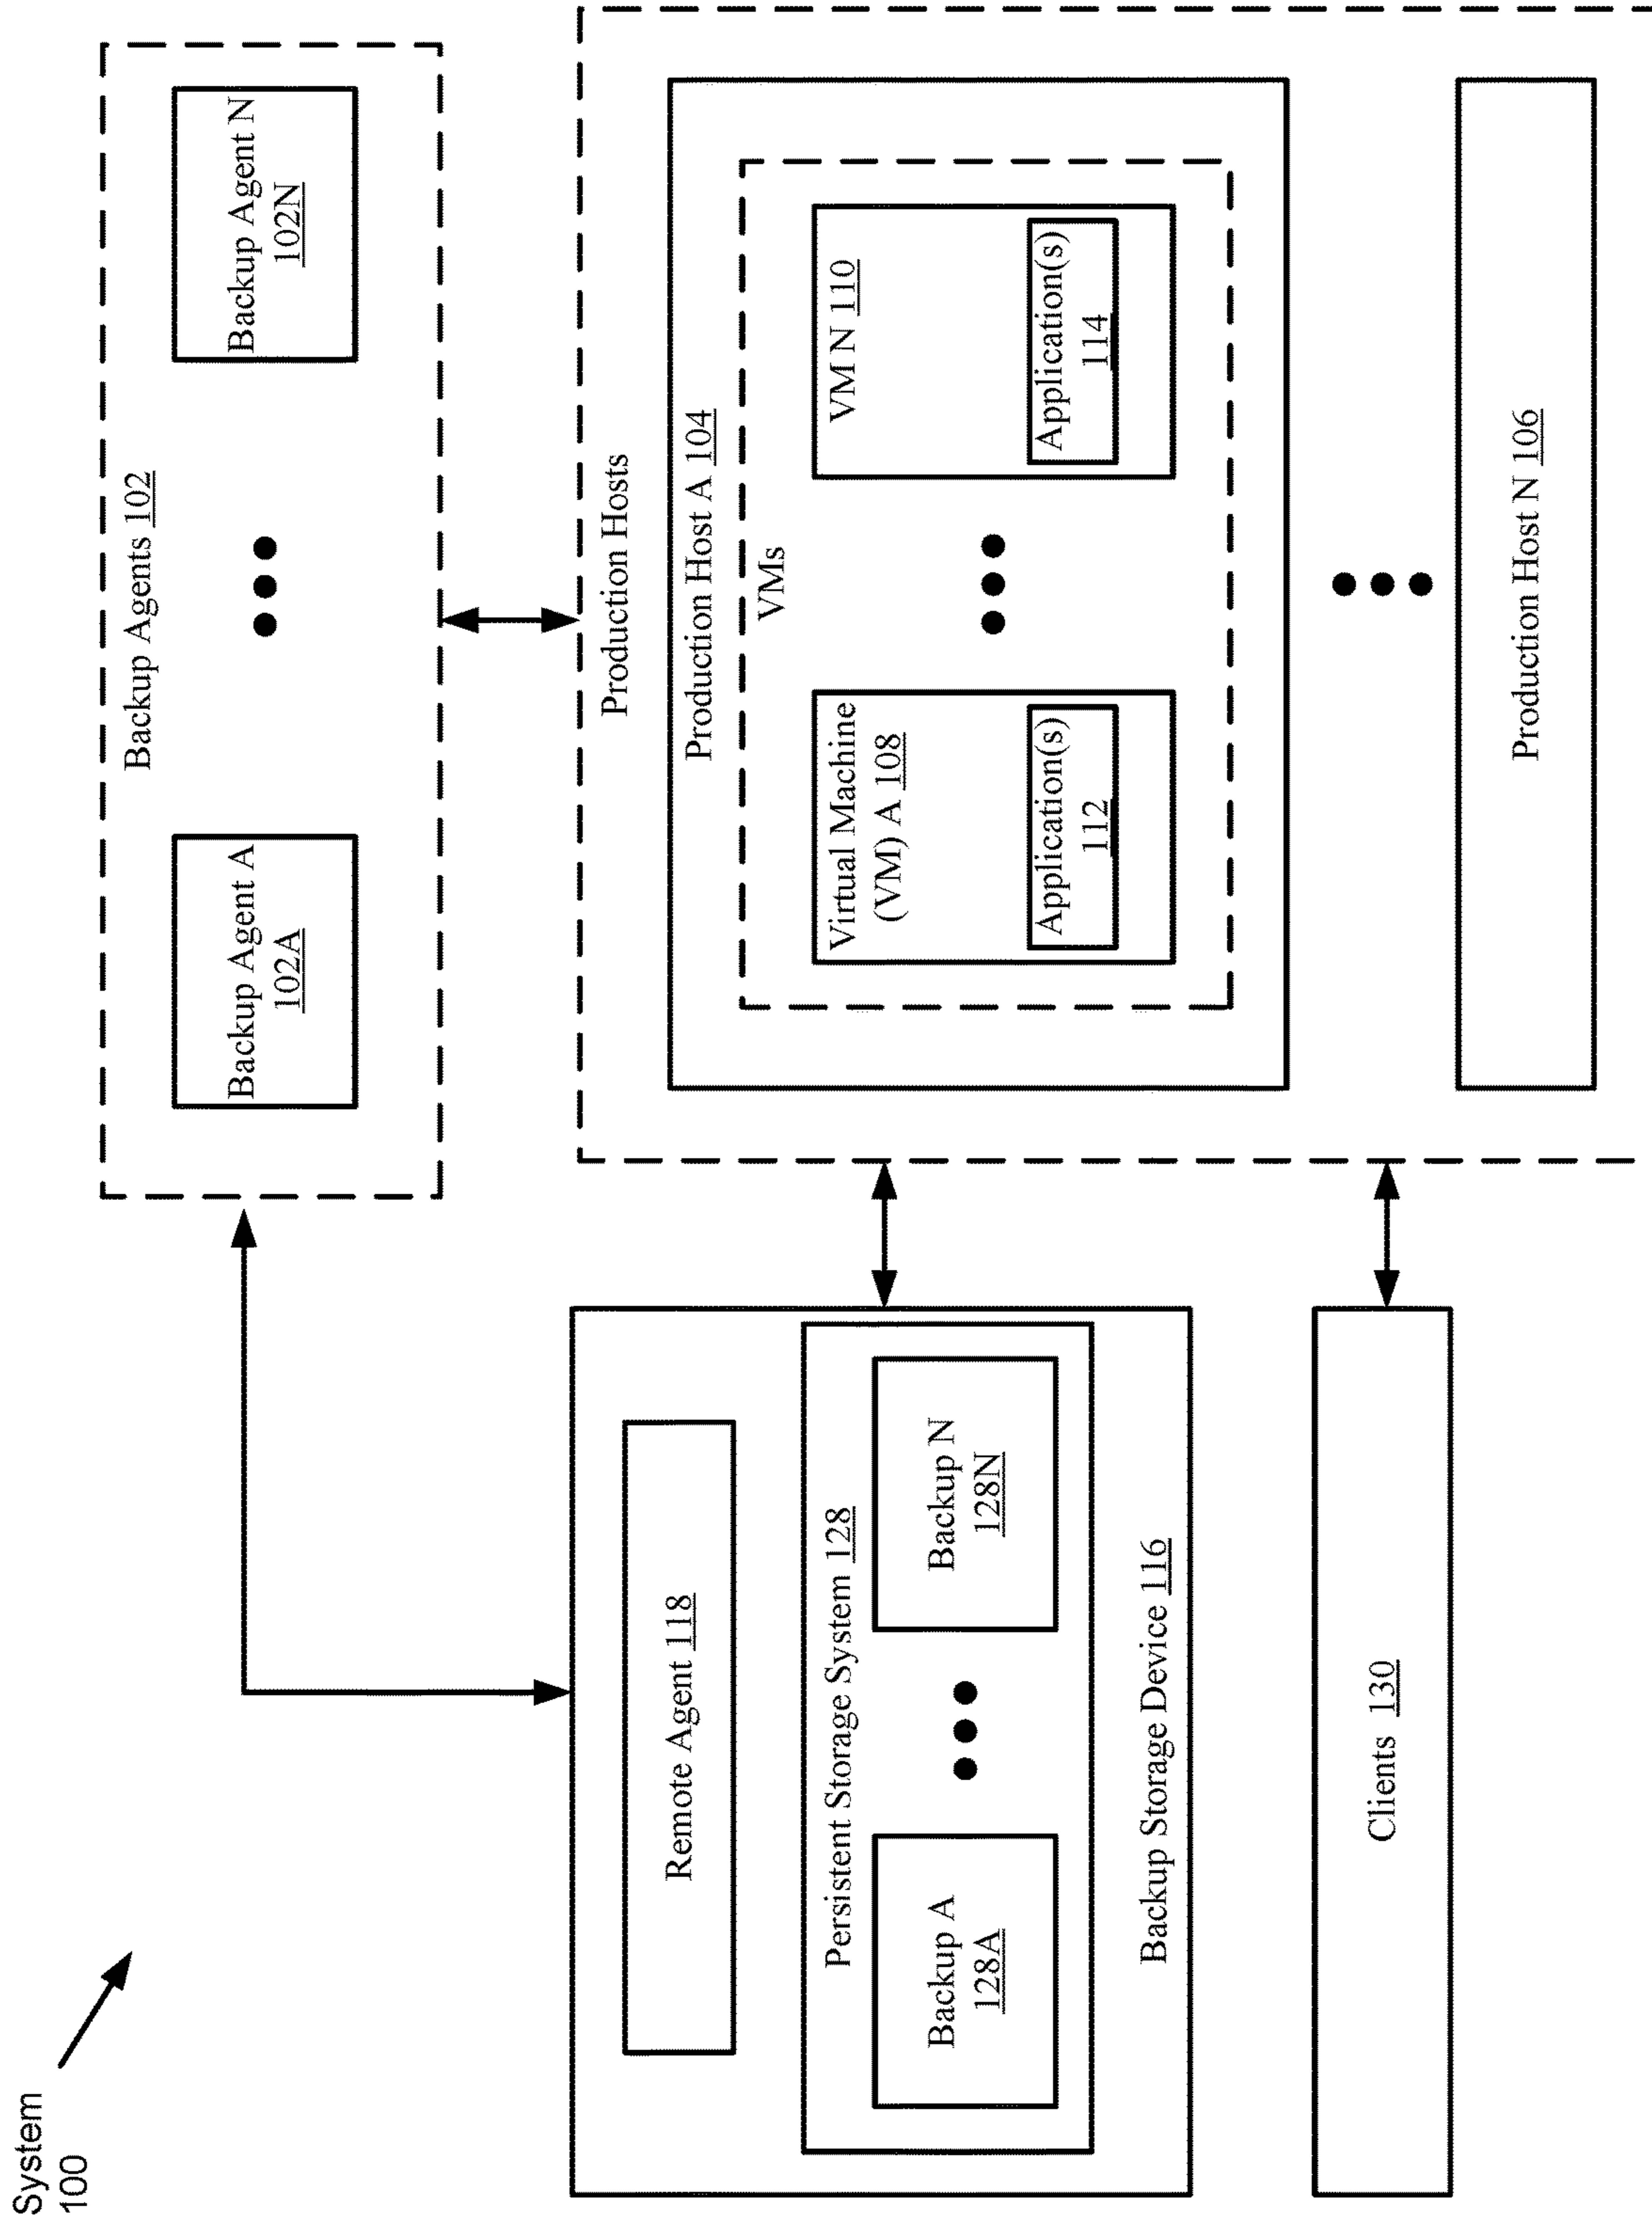 System
100
Backup Agents 102
Backup Agent A
102A
Backup Agent N
102N
Remote Agent 118
Persistent Storage System 128
Backup A
128A
Backup N
128N
Backup Storage Device 116
Clients 130
Production Hosts
Production Host A 104
VMs
Virtual Machine
(VM) A 108
Application(s)
112
VM N 110
Application(s)
114
Production Host N 106